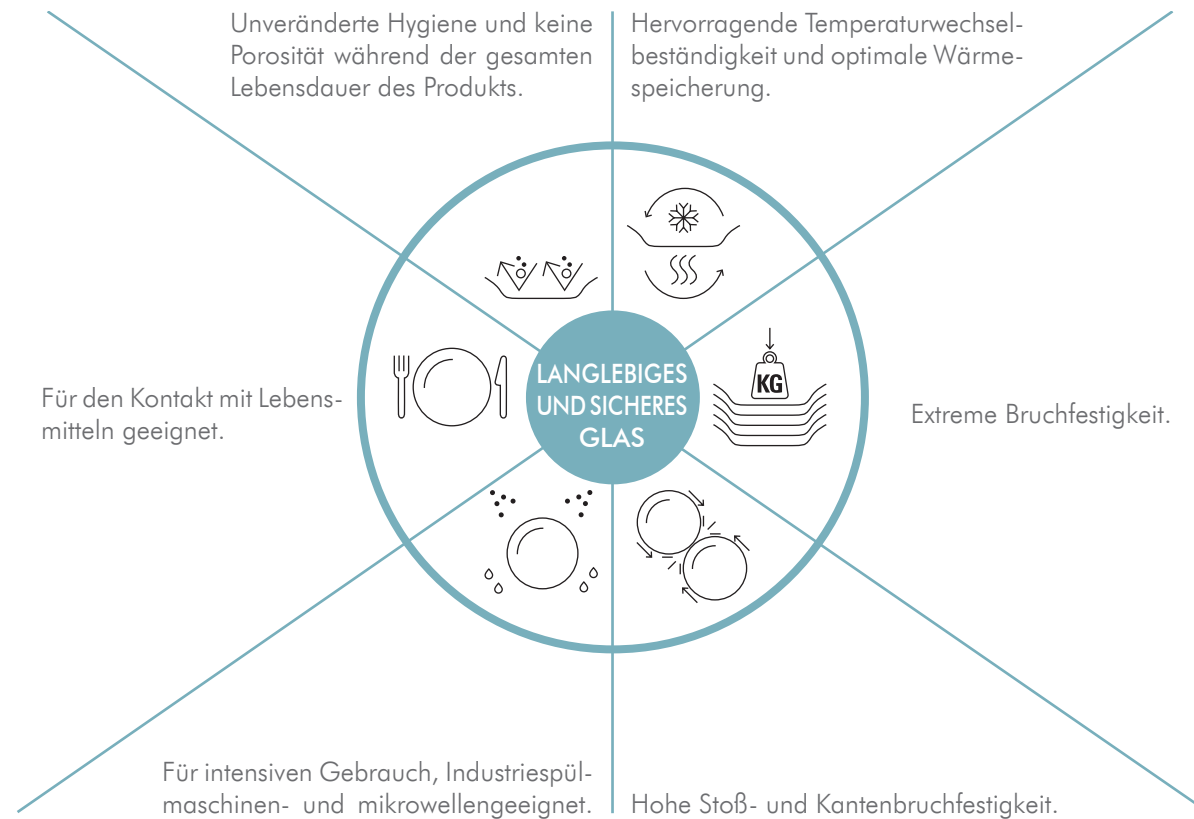 Unveränderte Hygiene und keine
Porosität während der gesamten
Lebensdauer des Produkts.
Hervorragende Temperaturwechsel-
beständigkeit und optimale Wärme-
speicherung.
Für den Kontakt mit Lebens-
mitteln geeignet.
LANGLEBIGES
UND SICHERES
GLAS
KG
Extreme Bruchfestigkeit.
Für intensiven Gebrauch, Industriespül-
maschinen- und mikrowellengeeignet.
Hohe Stoß- und Kantenbruchfestigkeit.